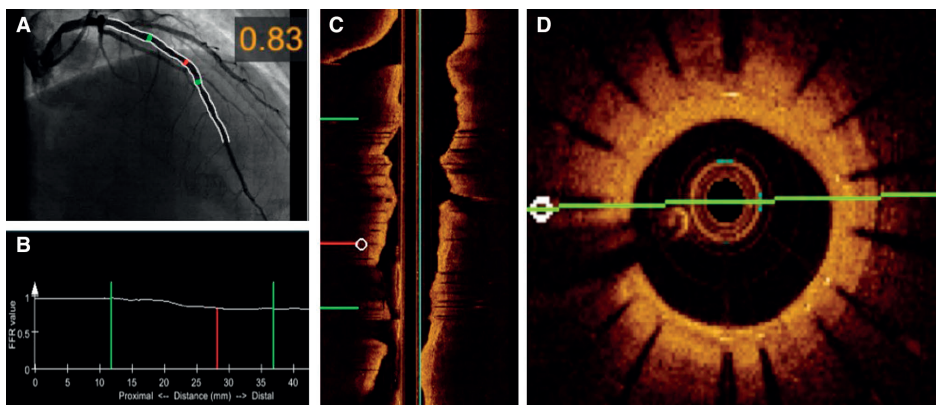 A
0.83
B
FFR value
1
0.5
0
0 5 10 15 20 25 30 35 40
Proximal <-- Distance (mm) --> Distal
C
D